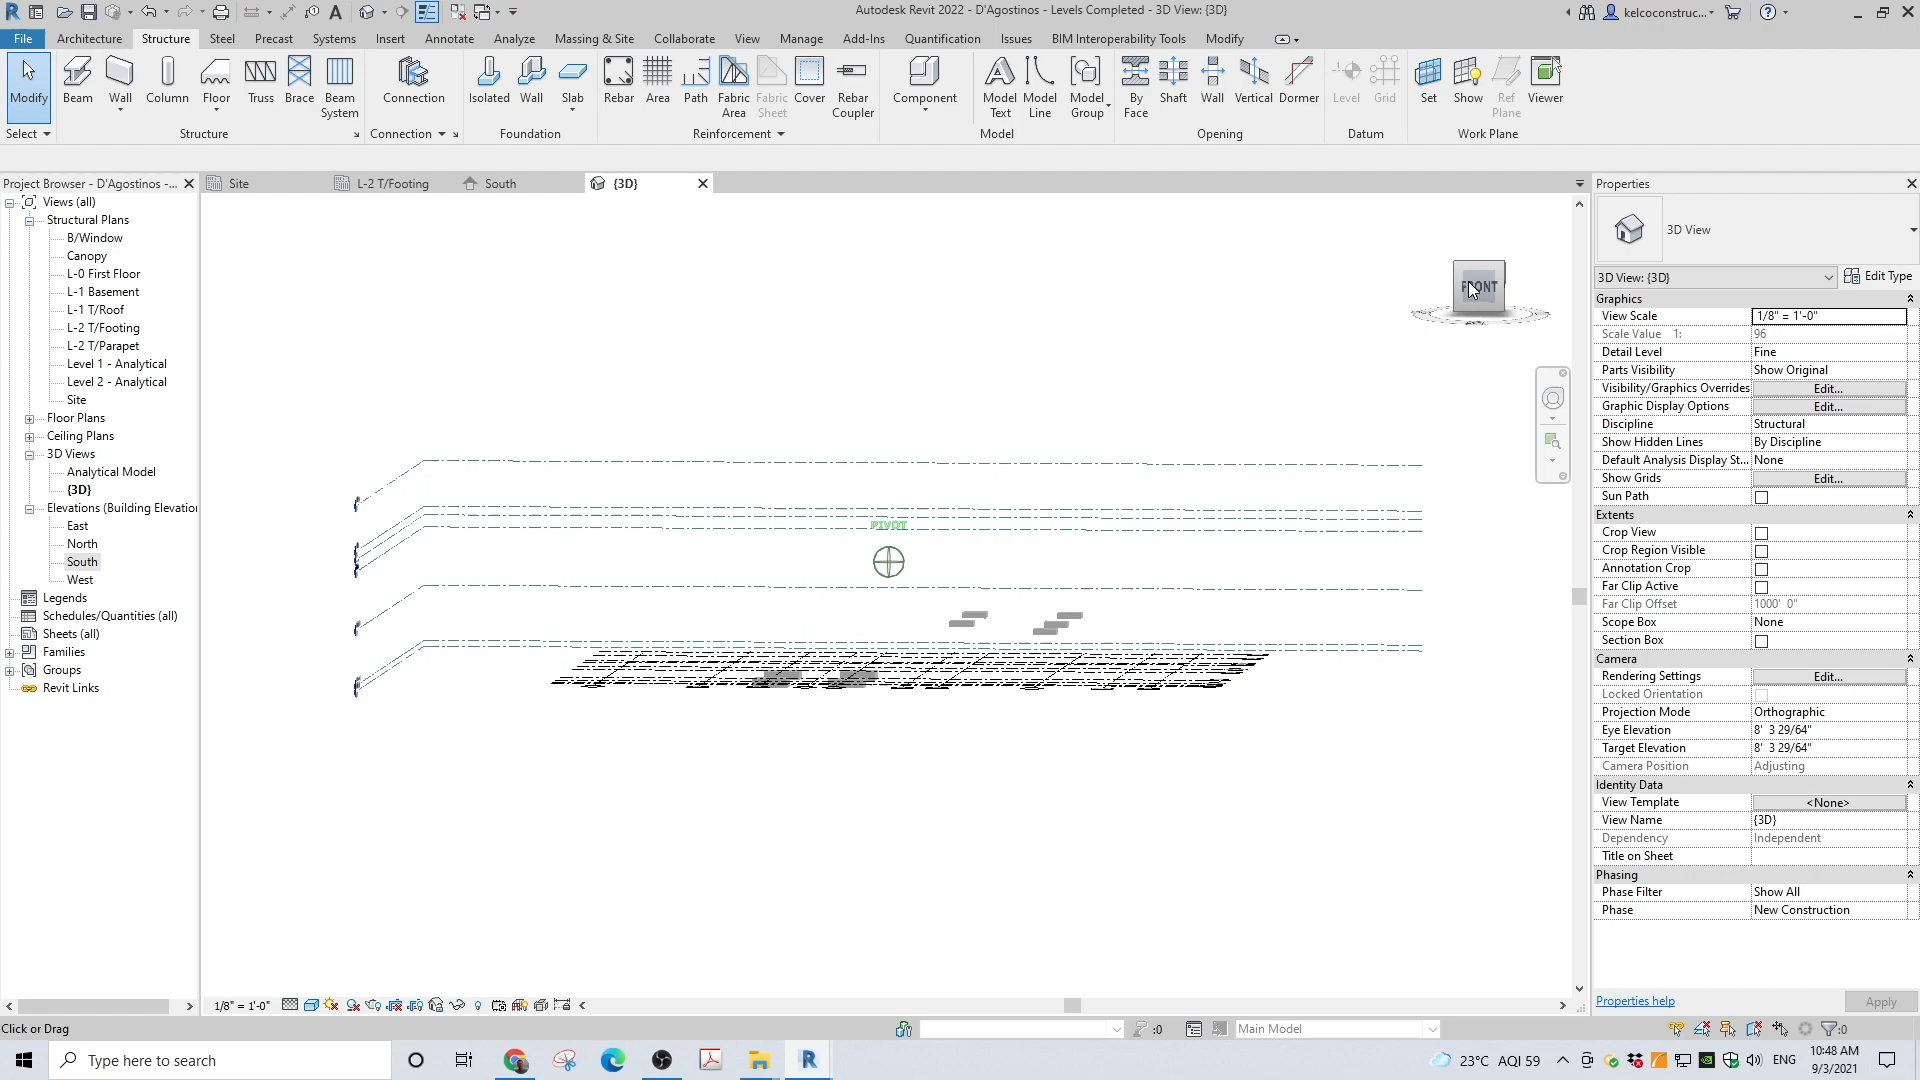 Autodesk Revit 2022 - D'Agostinos - Levels Completed - 3D View: {3D}
kelcoconstruc...
File Architecture Structure Steel Precast Systems Insert Annotate Analyze Massing & Site Collaborate View Manage Add-Ins Quantification Issues BIM Interoperability Tools Modify
Modify Beam Wall Column Floor Truss Brace Beam System Connection Isolated Wall Slab Rebar Area Path Fabric Area Fabric Sheet Cover Rebar Coupler Component Model Text Model Line Model Group By Face Shaft Wall Vertical Dormer Level Grid Set Show Ref Plane Viewer
Select Structure Connection Foundation Reinforcement Model Opening Datum Work Plane
Project Browser - D'Agostinos -...
Views (all)
Structural Plans
B/Window
Canopy
L-0 First Floor
L-1 Basement
L-1 T/Roof
L-2 T/Footing
L-2 T/Parapet
Level 1 - Analytical
Level 2 - Analytical
Site
Floor Plans
Ceiling Plans
3D Views
Analytical Model
{3D}
Elevations (Building Elevation
East
North
South
West
Legends
Schedules/Quantities (all)
Sheets (all)
Families
Groups
Revit Links
Site L-2 T/Footing South {3D}
FRONT
PIVOT
1/8" = 1'-0"
Properties
3D View
3D View: {3D} Edit Type
Graphics
View Scale 1/8" = 1'-0"
Scale Value 1: 96
Detail Level Fine
Parts Visibility Show Original
Visibility/Graphics Overrides Edit...
Graphic Display Options Edit...
Discipline Structural
Show Hidden Lines By Discipline
Default Analysis Display St... None
Show Grids Edit...
Sun Path
Extents
Crop View
Crop Region Visible
Annotation Crop
Far Clip Active
Far Clip Offset 1000' 0"
Scope Box None
Section Box
Camera
Rendering Settings Edit...
Locked Orientation
Projection Mode Orthographic
Eye Elevation 8' 3 29/64"
Target Elevation 8' 3 29/64"
Camera Position Adjusting
Identity Data
View Template <None>
View Name {3D}
Dependency Independent
Title on Sheet
Phasing
Phase Filter Show All
Phase New Construction
Properties help Apply
Click or Drag :0 Main Model :0
Type here to search
23°C AQI 59 ENG
10:48 AM
9/3/2021